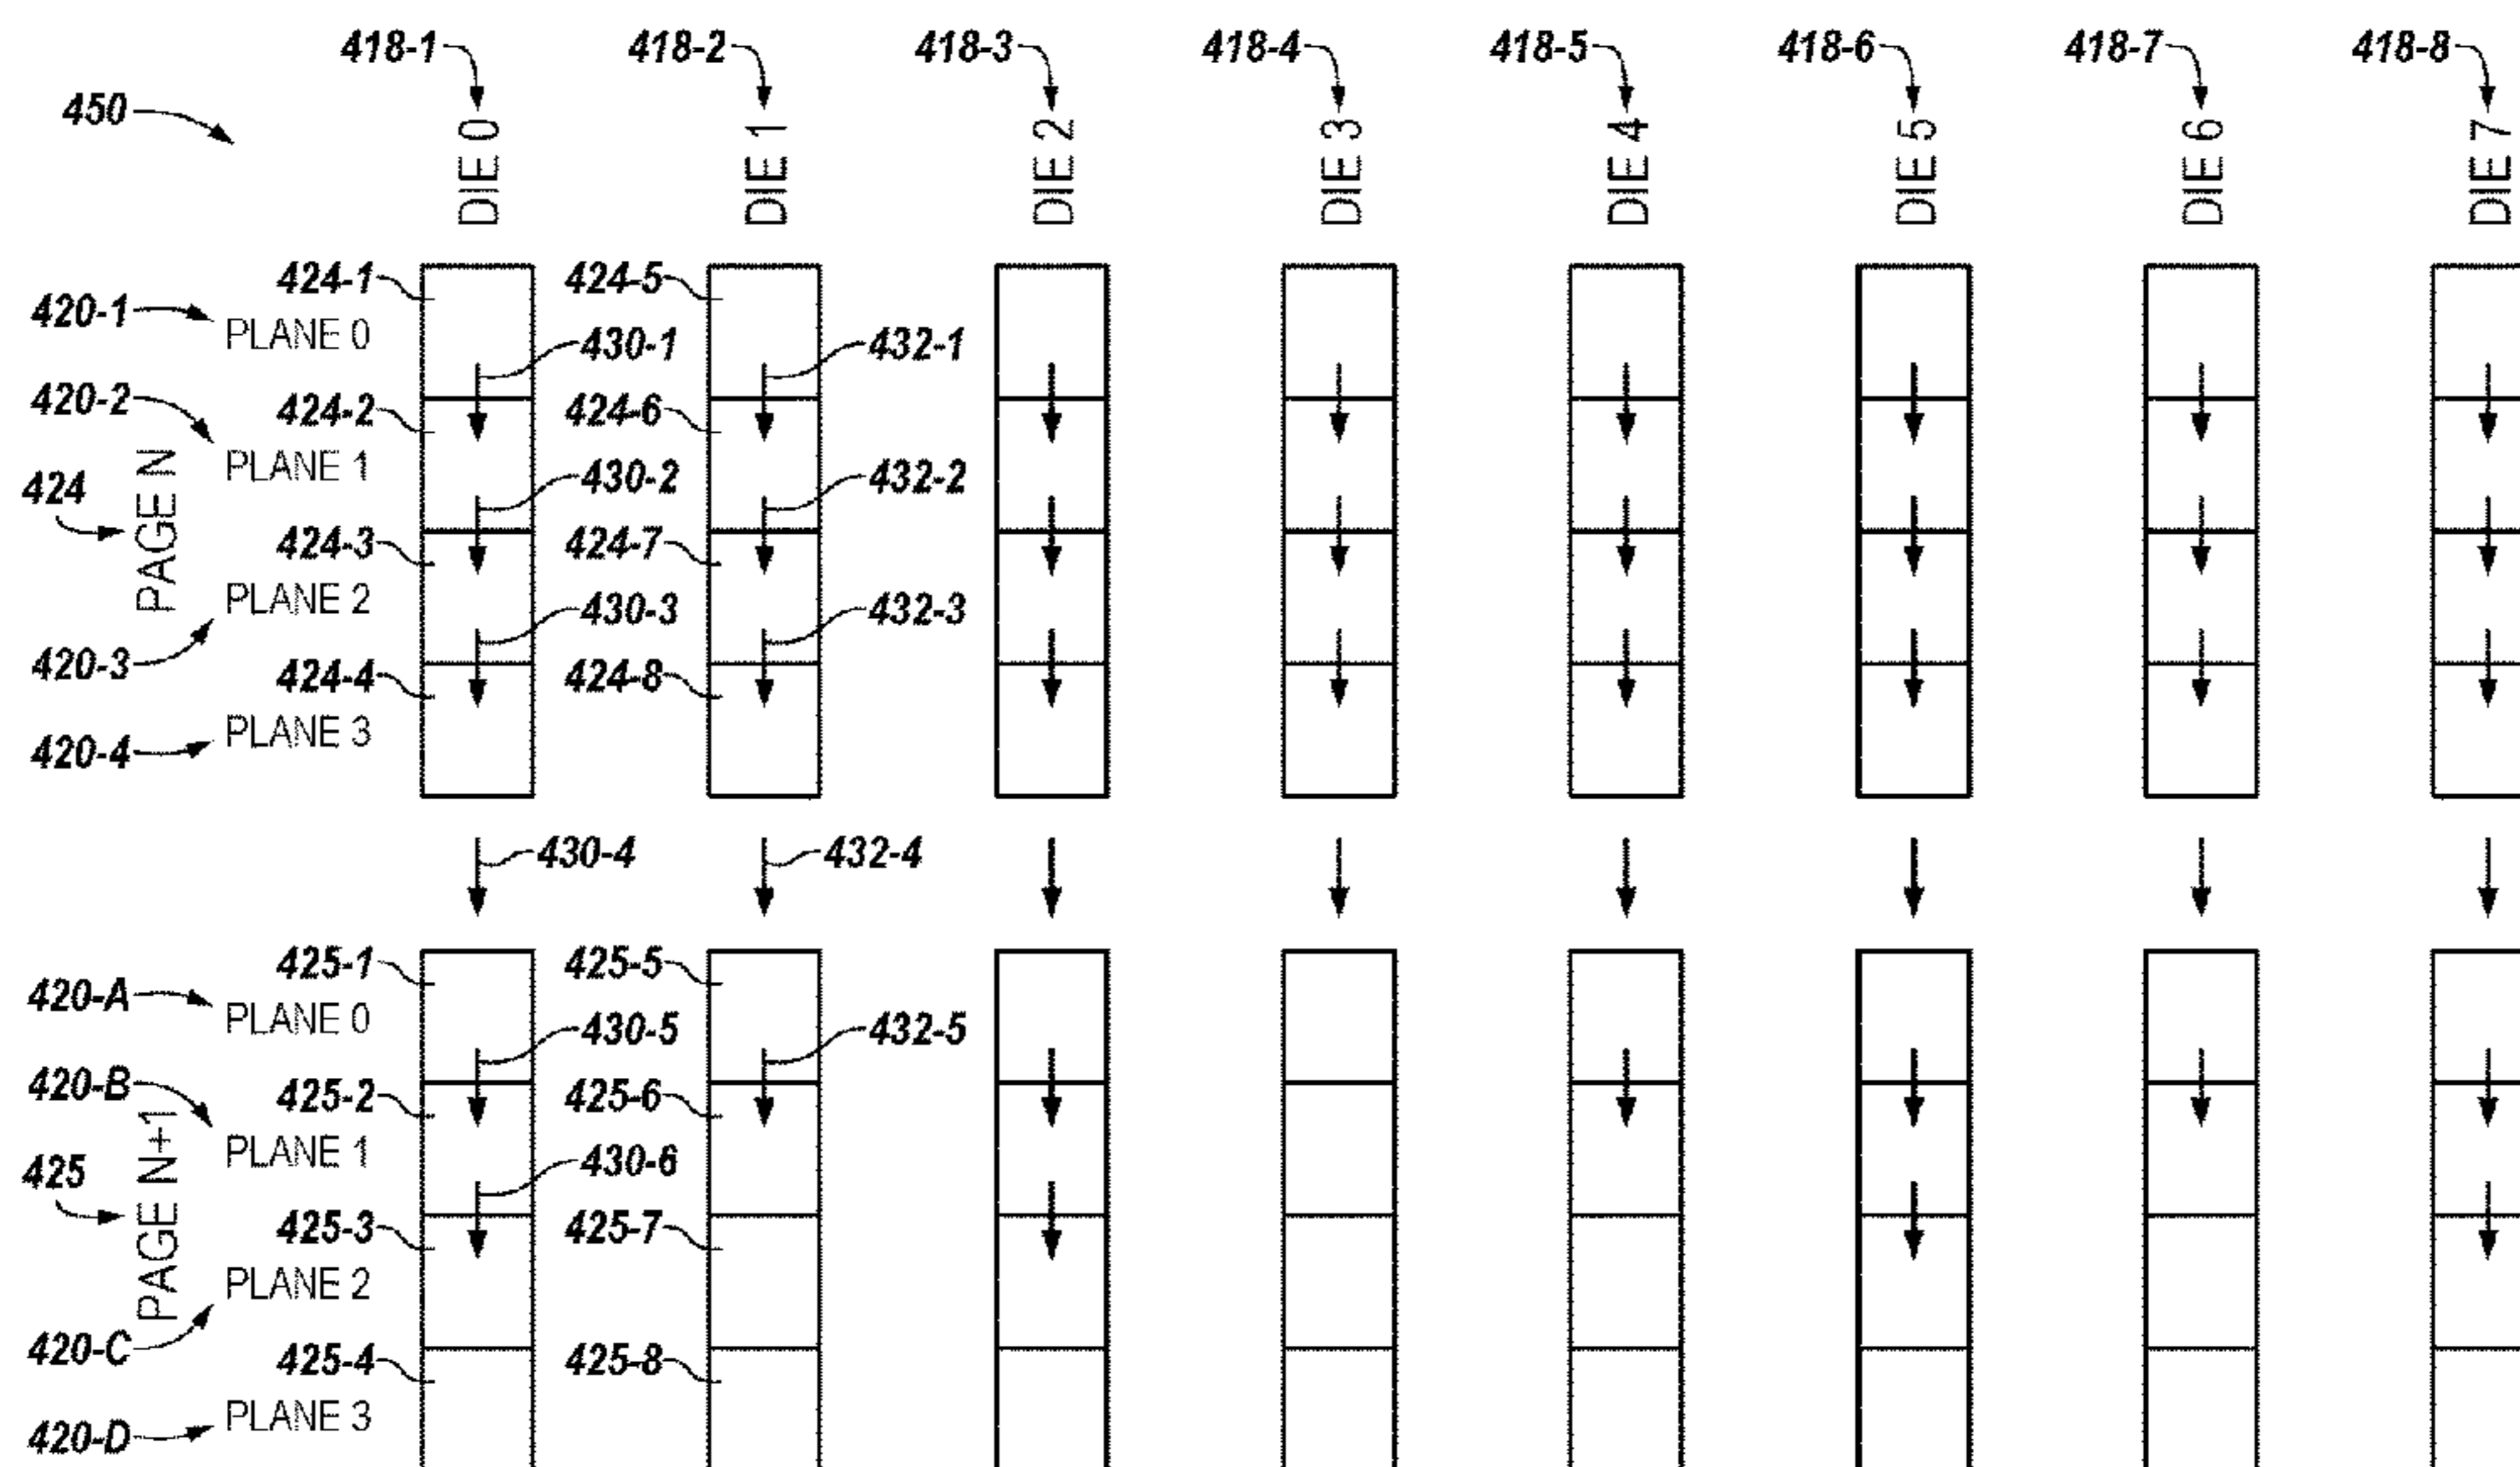 418-1 418-2 418-3 418-4 418-5 418-6 418-7 418-8
450
DIE 0 DIE 1 DIE 2 DIE 3 DIE 4 DIE 5 DIE 6 DIE 7
424-1 424-5
420-1 PLANE 0
430-1 432-1
420-2 424-2 424-6
PLANE 1
430-2 432-2
424 PAGE N
424-3 424-7
PLANE 2
430-3 432-3
420-3 424-4 424-8
PLANE 3
420-4
430-4 432-4
425-1 425-5
420-A PLANE 0
430-5 432-5
420-B 425-2 425-6
PLANE 1
430-6
425 PAGE N+1
425-3 425-7
PLANE 2
420-C 425-4 425-8
PLANE 3
420-D